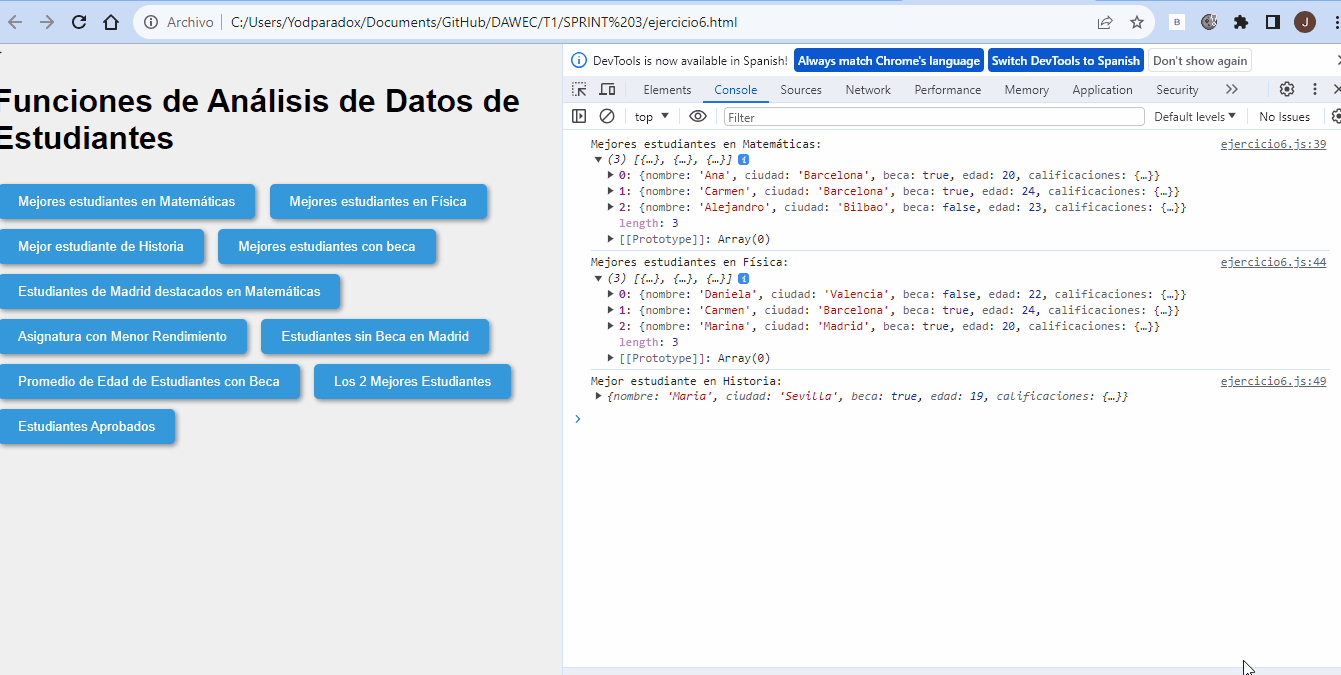 Archivo C:/Users/Yodparadox/Documents/GitHub/DAWEC/T1/SPRINT%203/ejercicio6.html
B
J
Funciones de Análisis de Datos de
Estudiantes
Mejores estudiantes en Matemáticas Mejores estudiantes en Física
Mejor estudiante de Historia Mejores estudiantes con beca
Estudiantes de Madrid destacados en Matemáticas
Asignatura con Menor Rendimiento Estudiantes sin Beca en Madrid
Promedio de Edad de Estudiantes con Beca Los 2 Mejores Estudiantes
Estudiantes Aprobados
DevTools is now available in Spanish! Always match Chrome's language Switch DevTools to Spanish Don't show again
Elements Console Sources Network Performance Memory Application Security
top Filter Default levels No Issues
Mejores estudiantes en Matemáticas: ejercicio6.js:39
(3) [{…}, {…}, {…}]
0: {nombre: 'Ana', ciudad: 'Barcelona', beca: true, edad: 20, calificaciones: {…}}
1: {nombre: 'Carmen', ciudad: 'Barcelona', beca: true, edad: 24, calificaciones: {…}}
2: {nombre: 'Alejandro', ciudad: 'Bilbao', beca: false, edad: 23, calificaciones: {…}}
length: 3
[[Prototype]]: Array(0)
Mejores estudiantes en Física: ejercicio6.js:44
(3) [{…}, {…}, {…}]
0: {nombre: 'Daniela', ciudad: 'Valencia', beca: false, edad: 22, calificaciones: {…}}
1: {nombre: 'Carmen', ciudad: 'Barcelona', beca: true, edad: 24, calificaciones: {…}}
2: {nombre: 'Marina', ciudad: 'Madrid', beca: true, edad: 20, calificaciones: {…}}
length: 3
[[Prototype]]: Array(0)
Mejor estudiante en Historia: ejercicio6.js:49
{nombre: 'Maria', ciudad: 'Sevilla', beca: true, edad: 19, calificaciones: {…}}